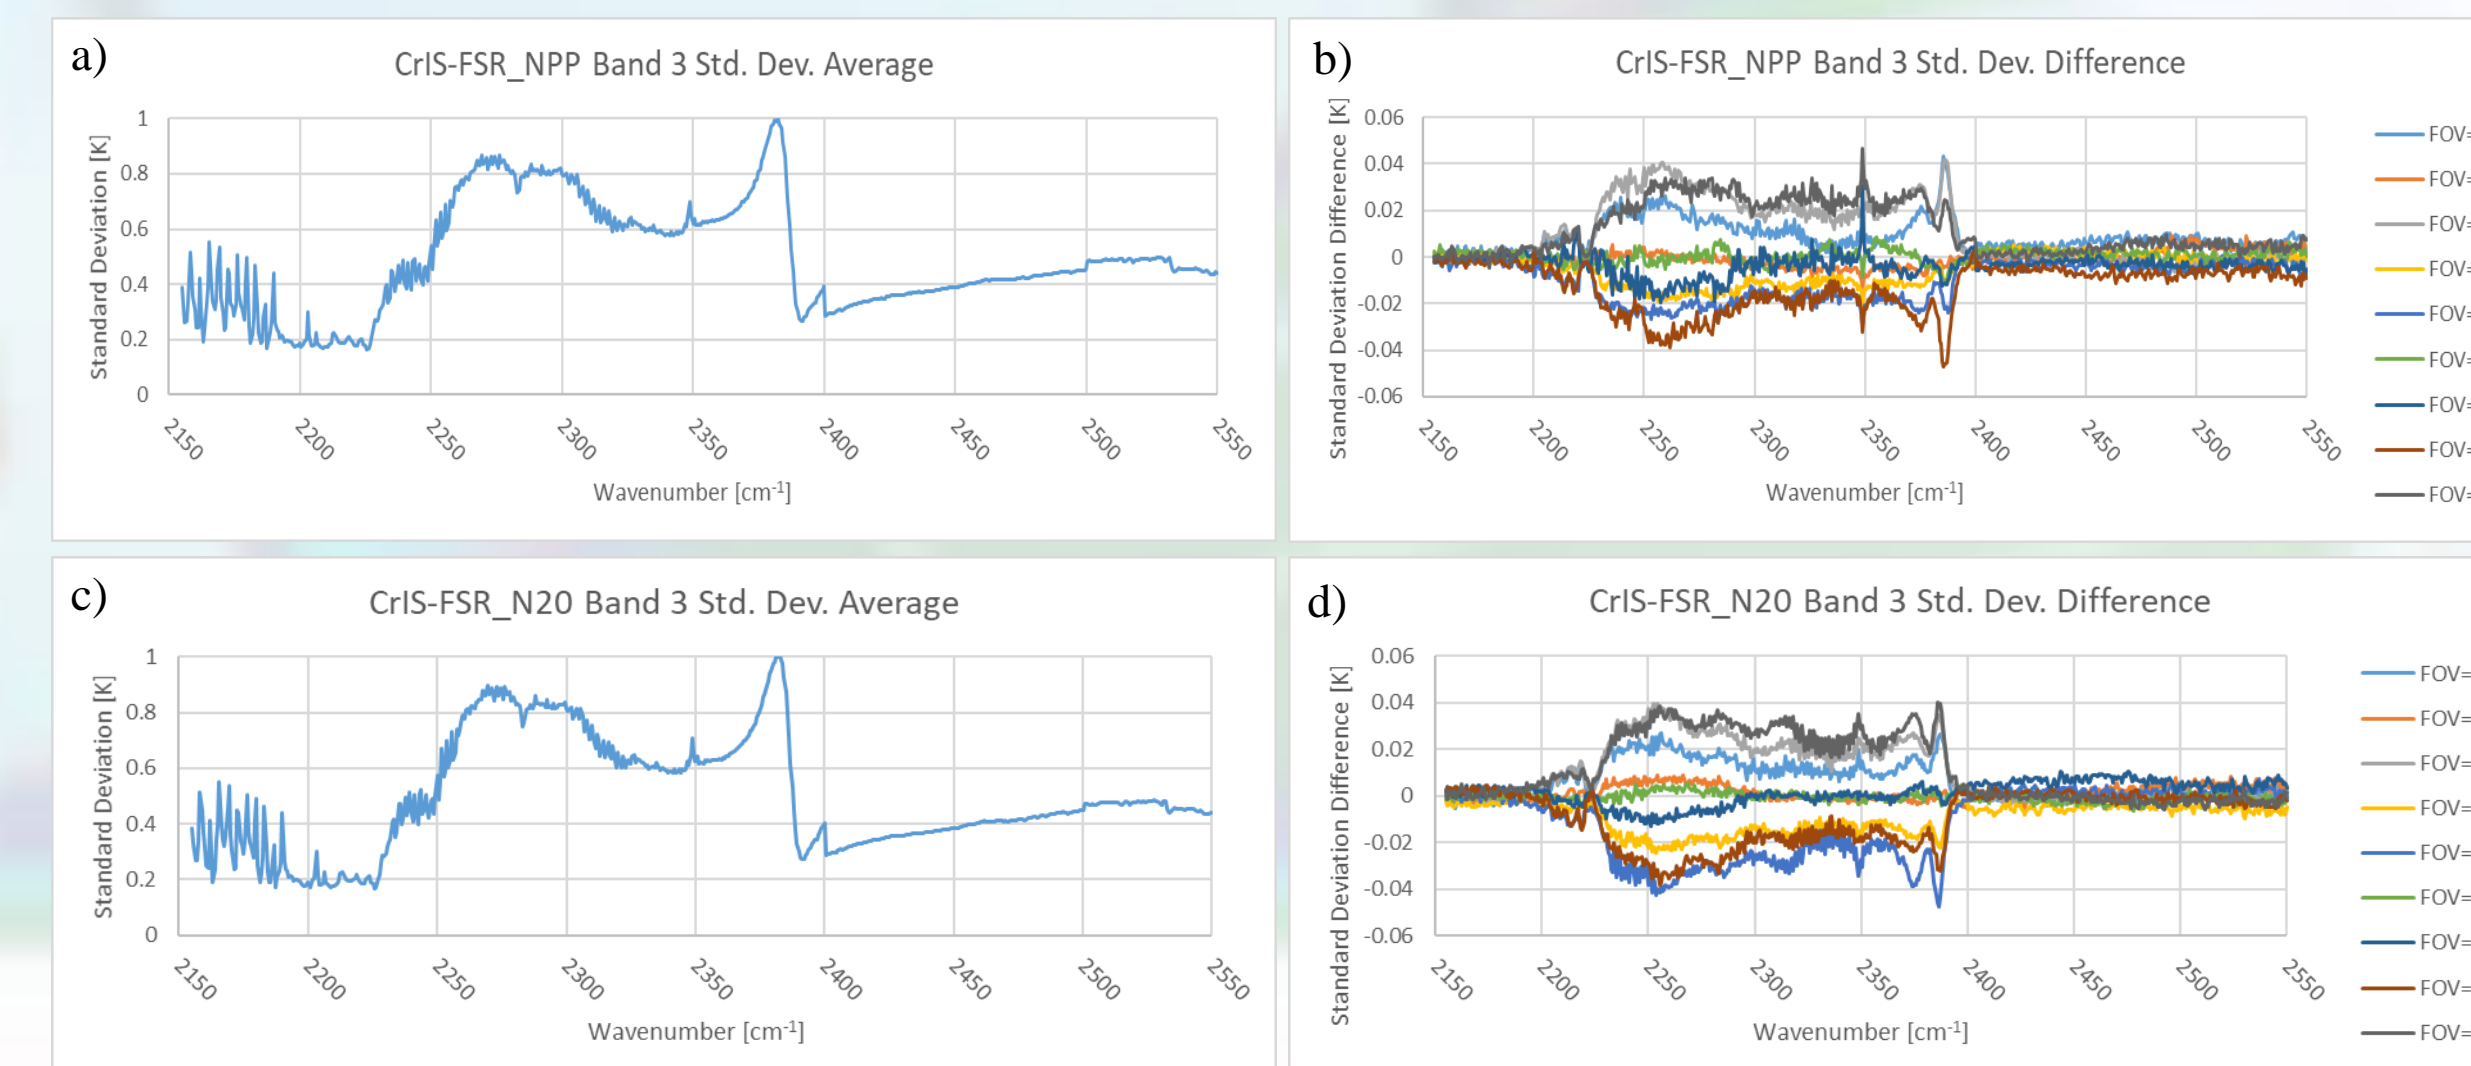 a)
CrIS-FSR_NPP Band 3 Std. Dev. Average
Standard Deviation [K]
1
0.8
0.6
0.4
0.2
0
2150 2200 2250 2300 2350 2400 2450 2500 2550
Wavenumber [cm-1]
b)
CrIS-FSR_NPP Band 3 Std. Dev. Difference
Standard Deviation Difference [K]
0.06
0.04
0.02
0
-0.02
-0.04
-0.06
2150 2200 2250 2300 2350 2400 2450 2500 2550
Wavenumber [cm-1]
FOV=
FOV=
FOV=
FOV=
FOV=
FOV=
FOV=
FOV=
FOV=
c)
CrIS-FSR_N20 Band 3 Std. Dev. Average
Standard Deviation [K]
1
0.8
0.6
0.4
0.2
0
2150 2200 2250 2300 2350 2400 2450 2500 2550
Wavenumber [cm-1]
d)
CrIS-FSR_N20 Band 3 Std. Dev. Difference
Standard Deviation Difference [K]
0.06
0.04
0.02
0
-0.02
-0.04
-0.06
2150 2200 2250 2300 2350 2400 2450 2500 2550
Wavenumber [cm-1]
FOV=
FOV=
FOV=
FOV=
FOV=
FOV=
FOV=
FOV=
FOV=